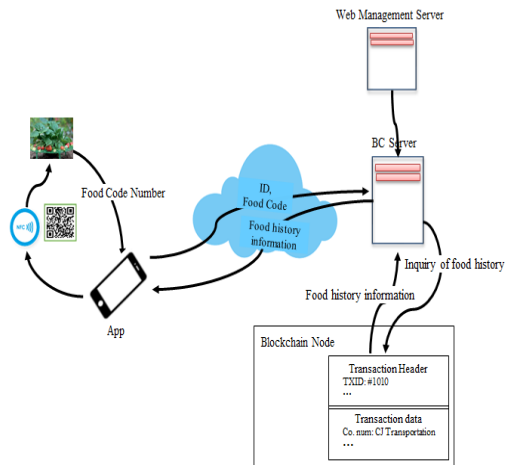 Web Management Server
BC Server
ID,
Food Code
Food history
information
Food Code Number
NFC
App
Inquiry of food history
Food history information
Blockchain Node
Transaction Header
TXID: #1010
...
Transaction data
Co. num: CJ Transportation
...